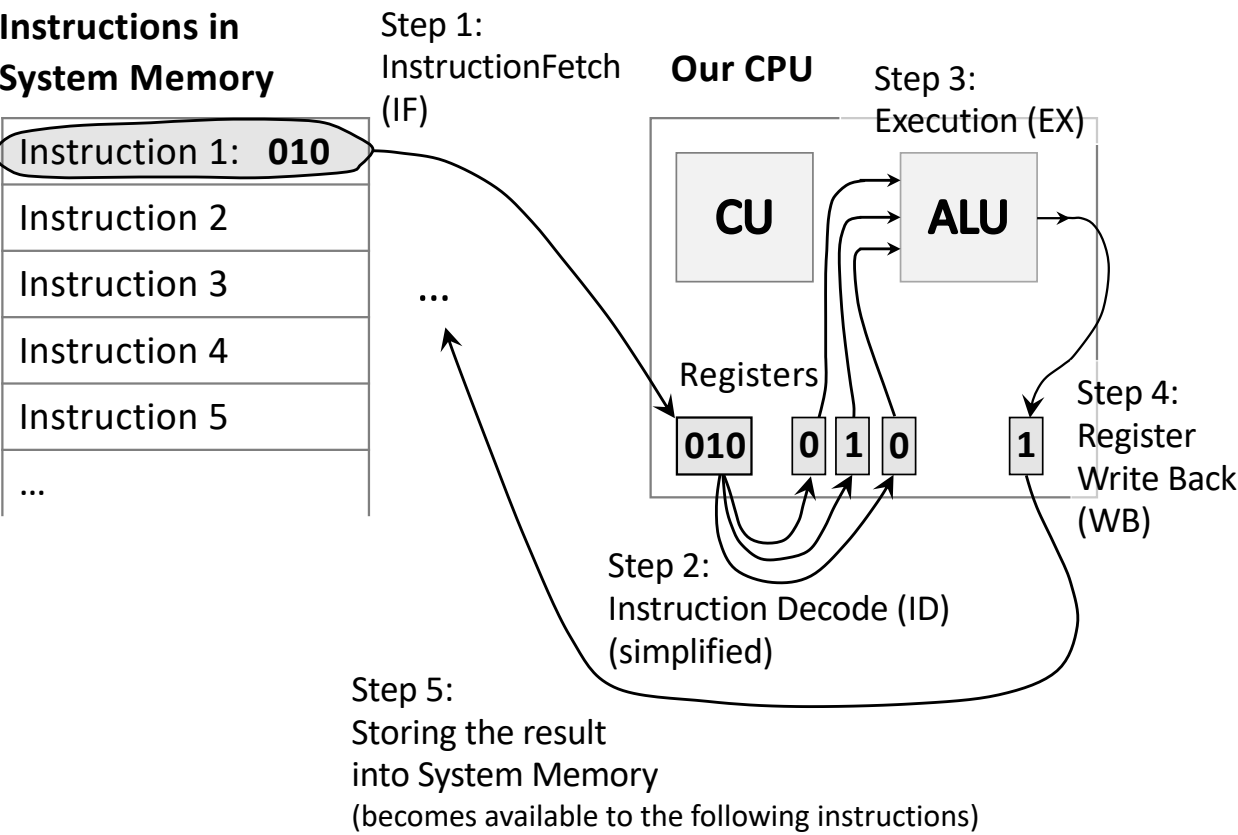 Instructions in
System Memory
Instruction 1: 010
Instruction 2
Instruction 3
Instruction 4
Instruction 5
...
Step 1:
InstructionFetch
(IF)
...
Our CPU
Step 3:
Execution (EX)
CU
ALU
Registers
010 0 1 0 1
Step 4:
Register
Write Back
(WB)
Step 2:
Instruction Decode (ID)
(simplified)
Step 5:
Storing the result
into System Memory
(becomes available to the following instructions)